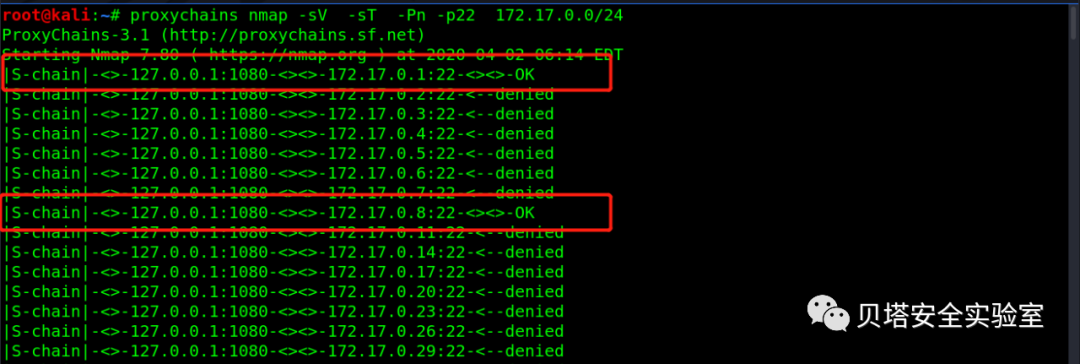 root@kali:~# proxychains nmap -sV  -sT  -Pn -p22  172.17.0.0/24
ProxyChains-3.1 (http://proxychains.sf.net)
Starting Nmap 7.80 ( https://nmap.org ) at 2020-04-02 06:14 EDT
|S-chain|-<>-127.0.0.1:1080-<><>-172.17.0.1:22-<><>-OK
|S-chain|-<>-127.0.0.1:1080-<><>-172.17.0.2:22-<--denied
|S-chain|-<>-127.0.0.1:1080-<><>-172.17.0.3:22-<--denied
|S-chain|-<>-127.0.0.1:1080-<><>-172.17.0.4:22-<--denied
|S-chain|-<>-127.0.0.1:1080-<><>-172.17.0.5:22-<--denied
|S-chain|-<>-127.0.0.1:1080-<><>-172.17.0.6:22-<--denied
|S-chain|-<>-127.0.0.1:1080-<><>-172.17.0.7:22-<--denied
|S-chain|-<>-127.0.0.1:1080-<><>-172.17.0.8:22-<><>-OK
|S-chain|-<>-127.0.0.1:1080-<><>-172.17.0.11:22-<--denied
|S-chain|-<>-127.0.0.1:1080-<><>-172.17.0.14:22-<--denied
|S-chain|-<>-127.0.0.1:1080-<><>-172.17.0.17:22-<--denied
|S-chain|-<>-127.0.0.1:1080-<><>-172.17.0.20:22-<--denied
|S-chain|-<>-127.0.0.1:1080-<><>-172.17.0.23:22-<--denied
|S-chain|-<>-127.0.0.1:1080-<><>-172.17.0.26:22-<--denied
|S-chain|-<>-127.0.0.1:1080-<><>-172.17.0.29:22-<--denied
贝塔安全实验室